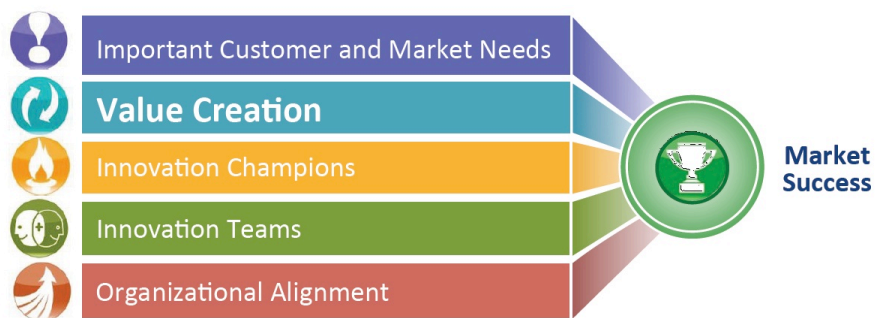 Important Customer and Market Needs
Value Creation
Innovation Champions
Innovation Teams
Organizational Alignment
Market
Success